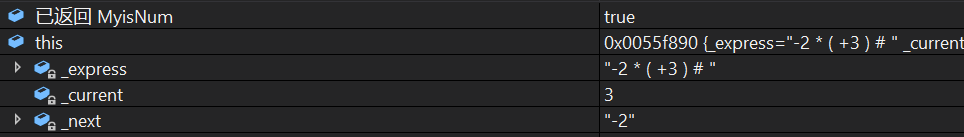 已返回 MyisNum true
this 0x0055f890 {_express="-2 * ( +3 ) # " _current
_express "-2 * ( +3 ) # "
_current 3
_next "-2"